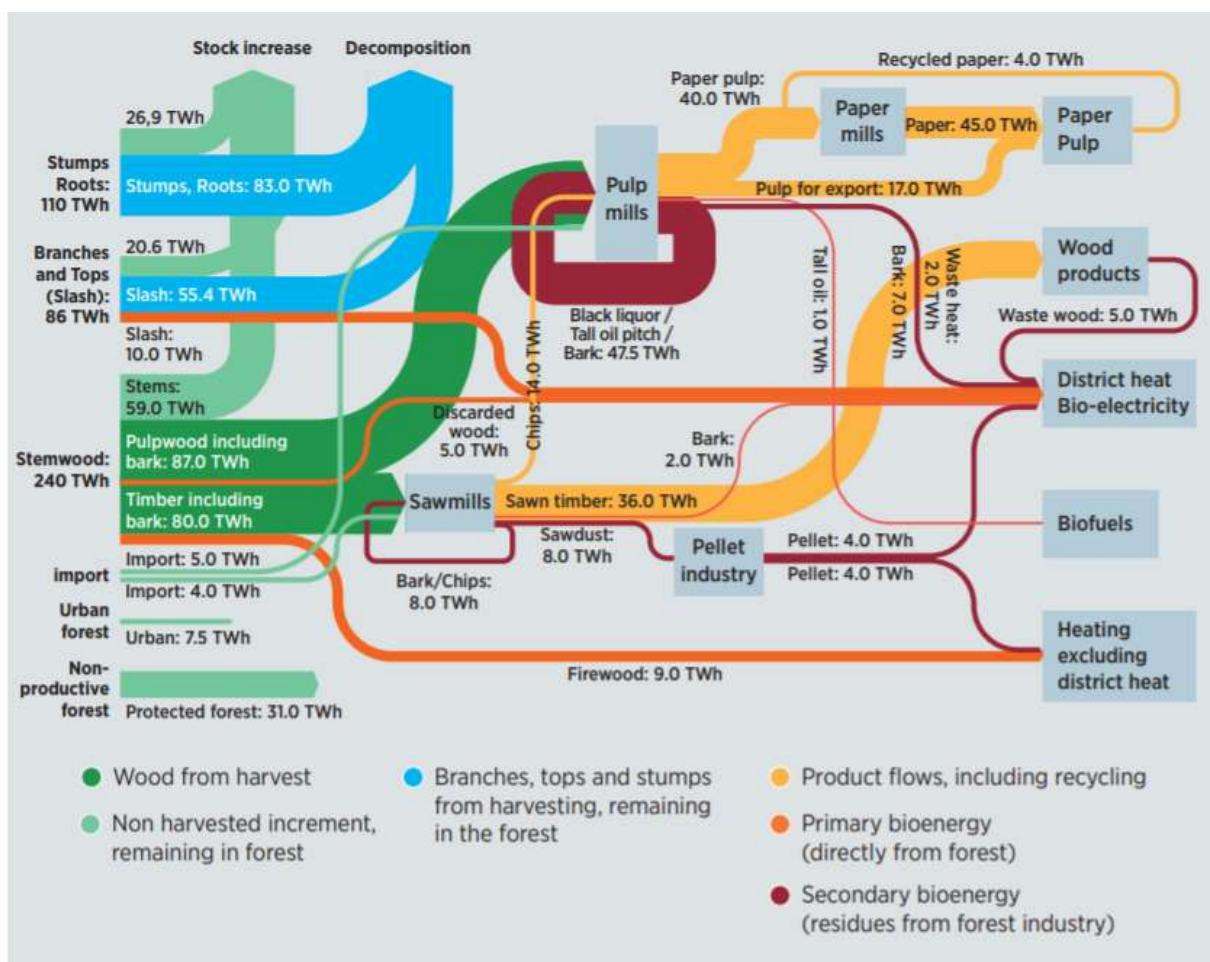 Stock increase
Decomposition
Recycled paper: 4.0 TWh
Paper pulp:
40.0 TWh
26,9 TWh
Paper
mills
Paper: 45.0 TWh
Paper
Pulp
Stumps
Roots:
110 TWh
Stumps, Roots: 83.0 TWh
Pulp
mills
Pulp for export: 17.0 TWh
20.6 TWh
Branches
and Tops
(Slash):
86 TWh
Slash: 55.4 TWh
Wood
products
Tall oil: 1.0 TWh
Bark: 7.0 TWh
Waste heat:
2.0 TWh
Waste wood: 5.0 TWh
Black liquor /
Tall oil pitch /
Bark: 47.5 TWh
Slash:
10.0 TWh
Stems:
59.0 TWh
Chips: 14.0 TWh
District heat
Bio-electricity
Discarded
wood:
5.0 TWh
Pulpwood including
bark: 87.0 TWh
Bark:
2.0 TWh
Stemwood:
240 TWh
Timber including
bark: 80.0 TWh
Sawmills
Sawn timber: 36.0 TWh
Biofuels
Sawdust:
8.0 TWh
Pellet
industry
Pellet: 4.0 TWh
Pellet: 4.0 TWh
import
Import: 5.0 TWh
Import: 4.0 TWh
Bark/Chips:
8.0 TWh
Urban
forest
Urban: 7.5 TWh
Heating
excluding
district heat
Firewood: 9.0 TWh
Non-
productive
forest
Protected forest: 31.0 TWh
Wood from harvest
Non harvested increment,
remaining in forest
Branches, tops and stumps
from harvesting, remaining
in the forest
Product flows, including recycling
Primary bioenergy
(directly from forest)
Secondary bioenergy
(residues from forest industry)